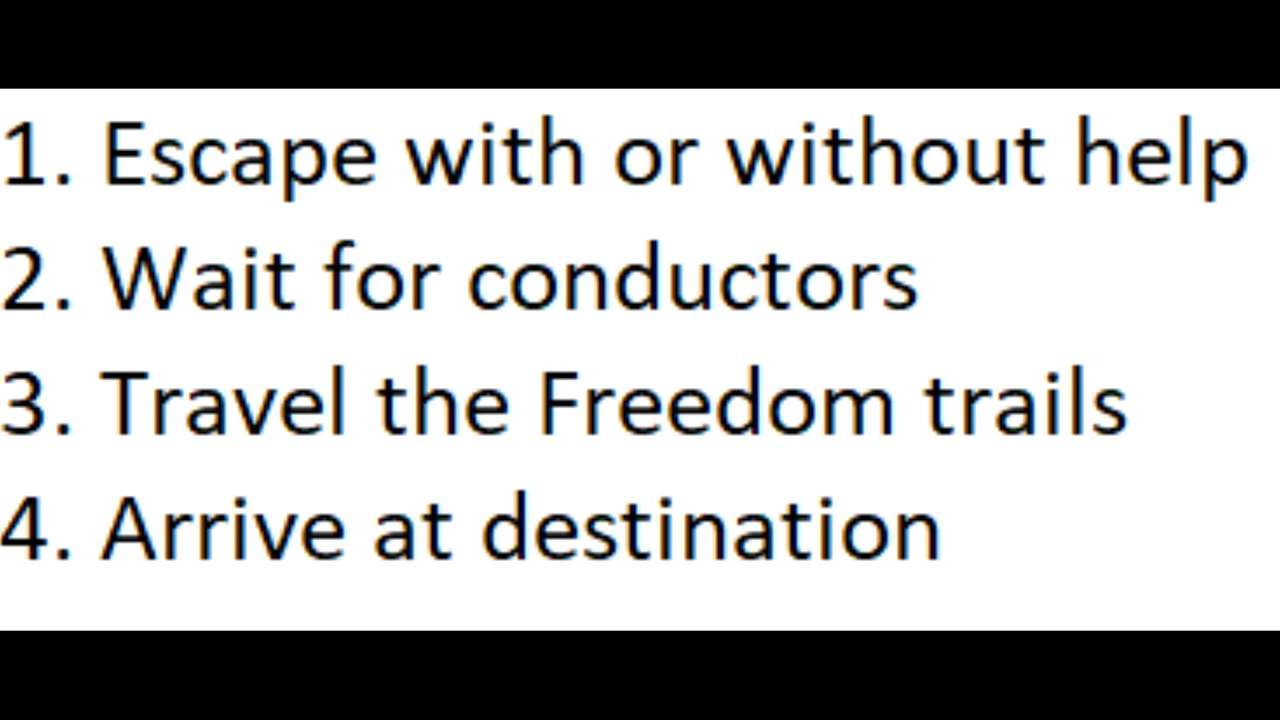 1. Escape with or without help
2. Wait for conductors
3. Travel the Freedom trails
4. Arrive at destination